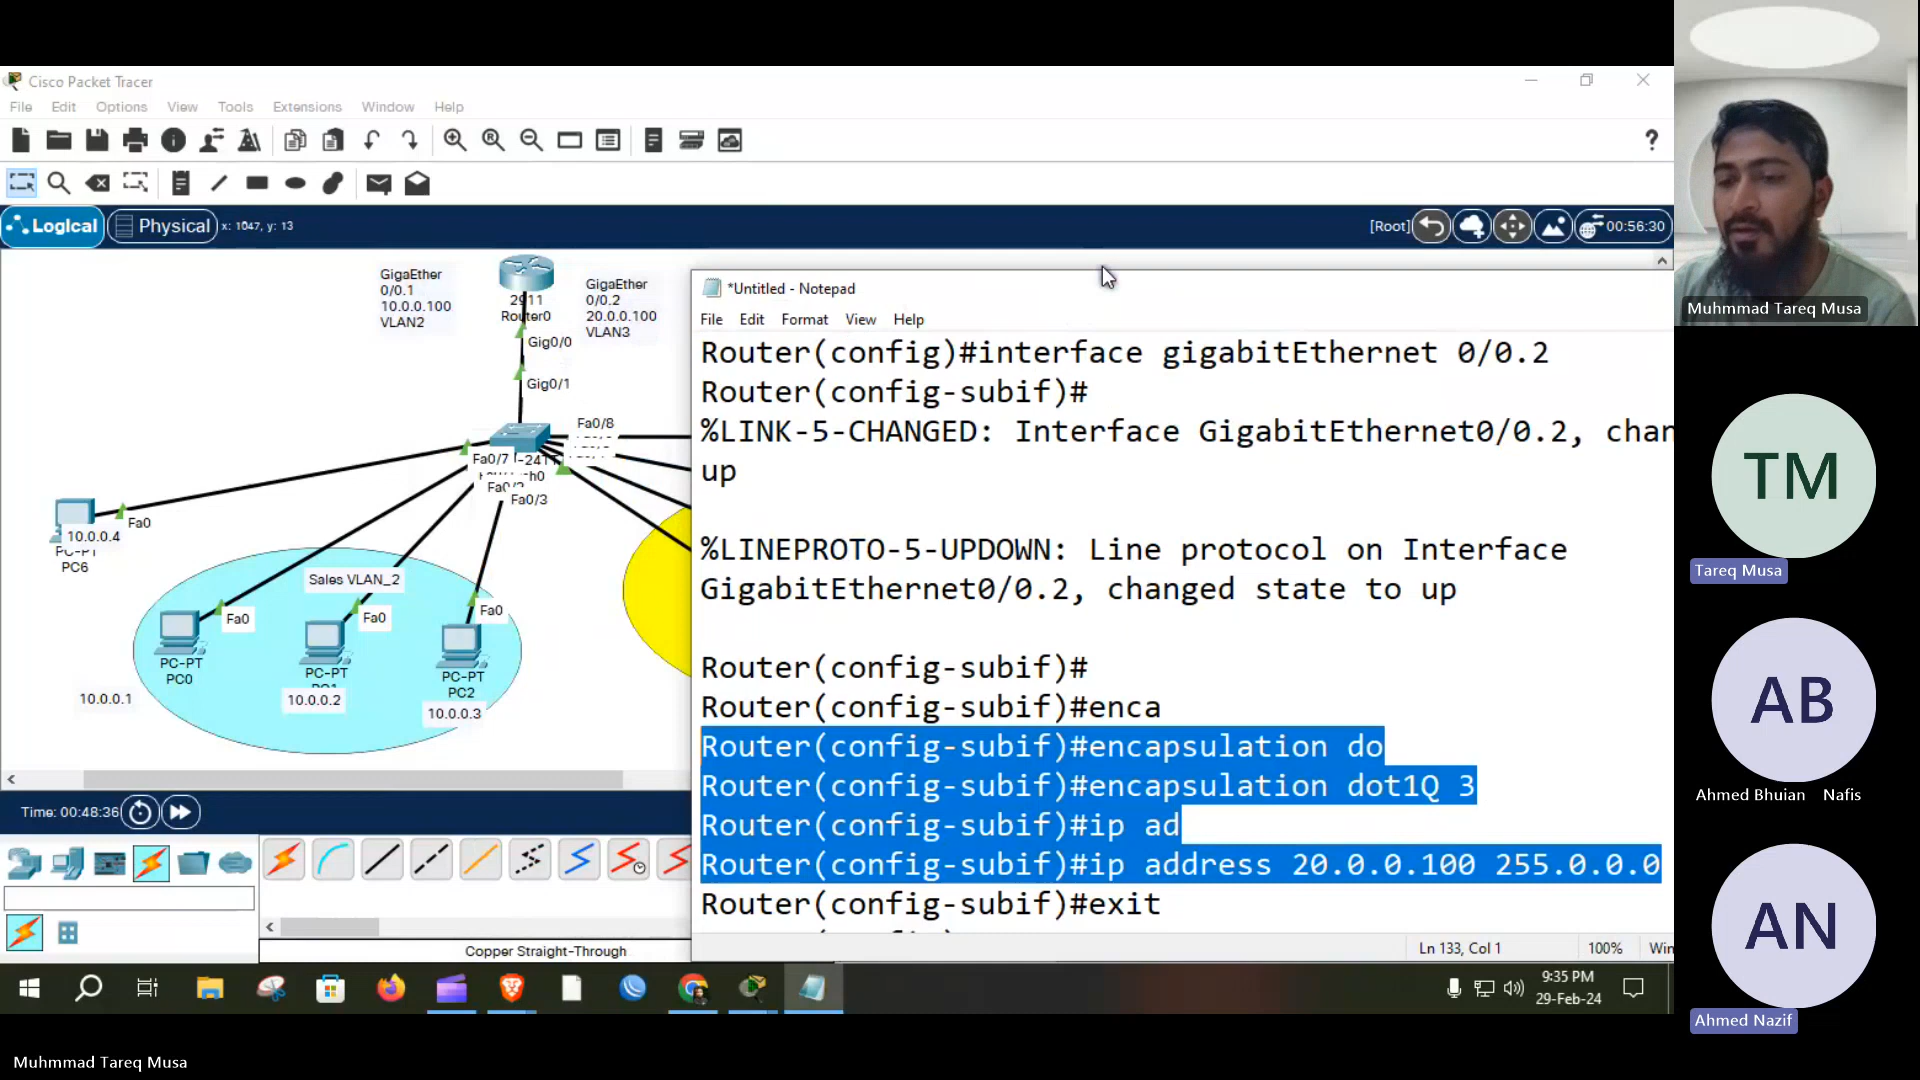 Cisco Packet Tracer
File Edit Options View Tools Extensions Window Help
Logical
Physical
x: 1047, y: 13
[Root]
00:56:30
GigaEther
0/0.1
10.0.0.100
VLAN2
2911
Router0
GigaEther
0/0.2
20.0.0.100
VLAN3
Gig0/0
Gig0/1
Fa0/8
Fa0/7
Fa0/3
Fa0
10.0.0.4
PC-PT
PC6
Sales VLAN_2
Fa0
Fa0
Fa0
PC-PT
PC0
PC-PT
PC-PT
PC2
10.0.0.1
10.0.0.2
10.0.0.3
Time: 00:48:36
Copper Straight-Through
*Untitled - Notepad
File Edit Format View Help
Router(config)#interface gigabitEthernet 0/0.2
Router(config-subif)#
%LINK-5-CHANGED: Interface GigabitEthernet0/0.2, chan
up
%LINEPROTO-5-UPDOWN: Line protocol on Interface
GigabitEthernet0/0.2, changed state to up
Router(config-subif)#
Router(config-subif)#enca
Router(config-subif)#encapsulation do
Router(config-subif)#encapsulation dot1Q 3
Router(config-subif)#ip ad
Router(config-subif)#ip address 20.0.0.100 255.0.0.0
Router(config-subif)#exit
Ln 133, Col 1
100%
Win
9:35 PM
29-Feb-24
Muhmmad Tareq Musa
TM
Tareq Musa
AB
Ahmed Bhuian Nafis
AN
Ahmed Nazif
Muhmmad Tareq Musa